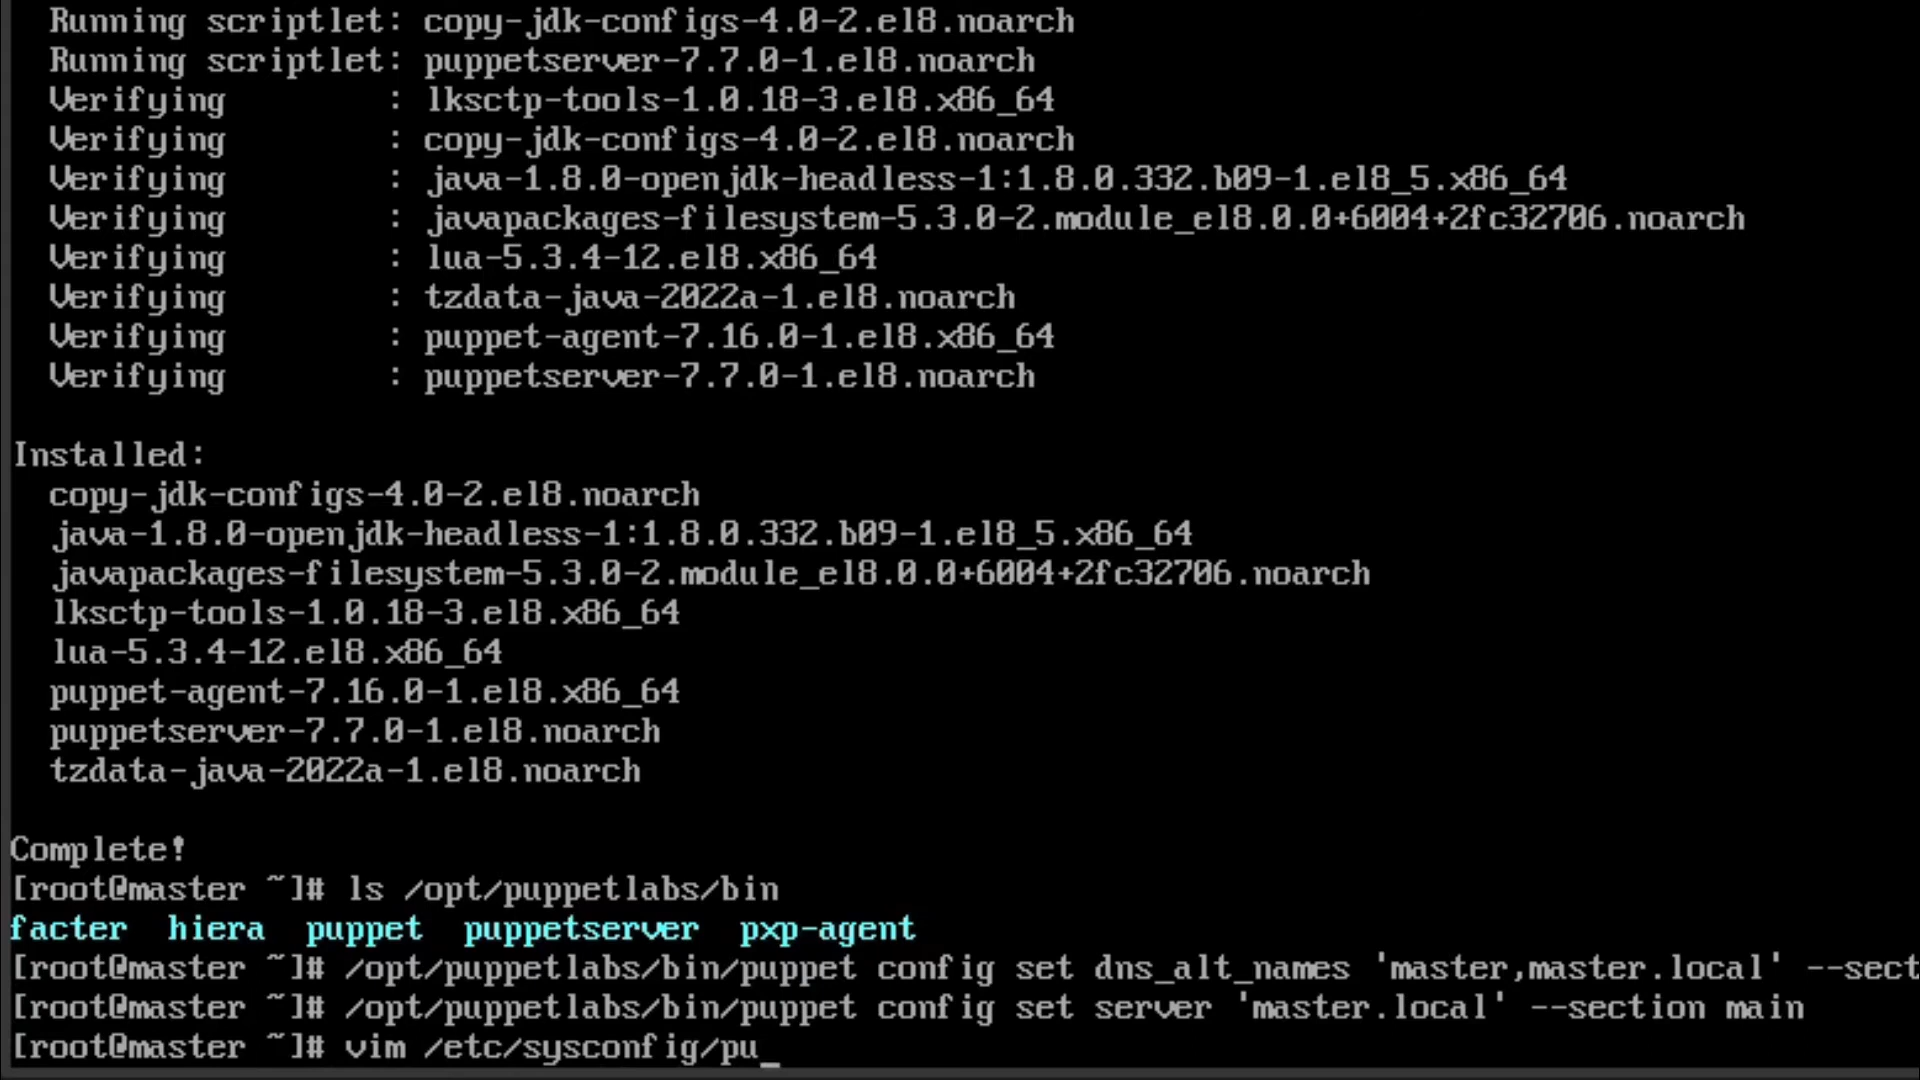 Running scriptlet: copy-jdk-configs-4.0-2.el8.noarch
Running scriptlet: puppetserver-7.7.0-1.el8.noarch
Verifying        : lksctp-tools-1.0.18-3.el8.x86_64
Verifying        : copy-jdk-configs-4.0-2.el8.noarch
Verifying        : java-1.8.0-openjdk-headless-1:1.8.0.332.b09-1.el8_5.x86_64
Verifying        : javapackages-filesystem-5.3.0-2.module_el8.0.0+6004+2fc32706.noarch
Verifying        : lua-5.3.4-12.el8.x86_64
Verifying        : tzdata-java-2022a-1.el8.noarch
Verifying        : puppet-agent-7.16.0-1.el8.x86_64
Verifying        : puppetserver-7.7.0-1.el8.noarch
Installed:
copy-jdk-configs-4.0-2.el8.noarch
java-1.8.0-openjdk-headless-1:1.8.0.332.b09-1.el8_5.x86_64
javapackages-filesystem-5.3.0-2.module_el8.0.0+6004+2fc32706.noarch
lksctp-tools-1.0.18-3.el8.x86_64
lua-5.3.4-12.el8.x86_64
puppet-agent-7.16.0-1.el8.x86_64
puppetserver-7.7.0-1.el8.noarch
tzdata-java-2022a-1.el8.noarch
Complete!
[root@master ~]# ls /opt/puppetlabs/bin
facter  hiera  puppet  puppetserver  pxp-agent
[root@master ~]# /opt/puppetlabs/bin/puppet config set dns_alt_names 'master,master.local' --sect
[root@master ~]# /opt/puppetlabs/bin/puppet config set server 'master.local' --section main
[root@master ~]# vim /etc/sysconfig/pu_